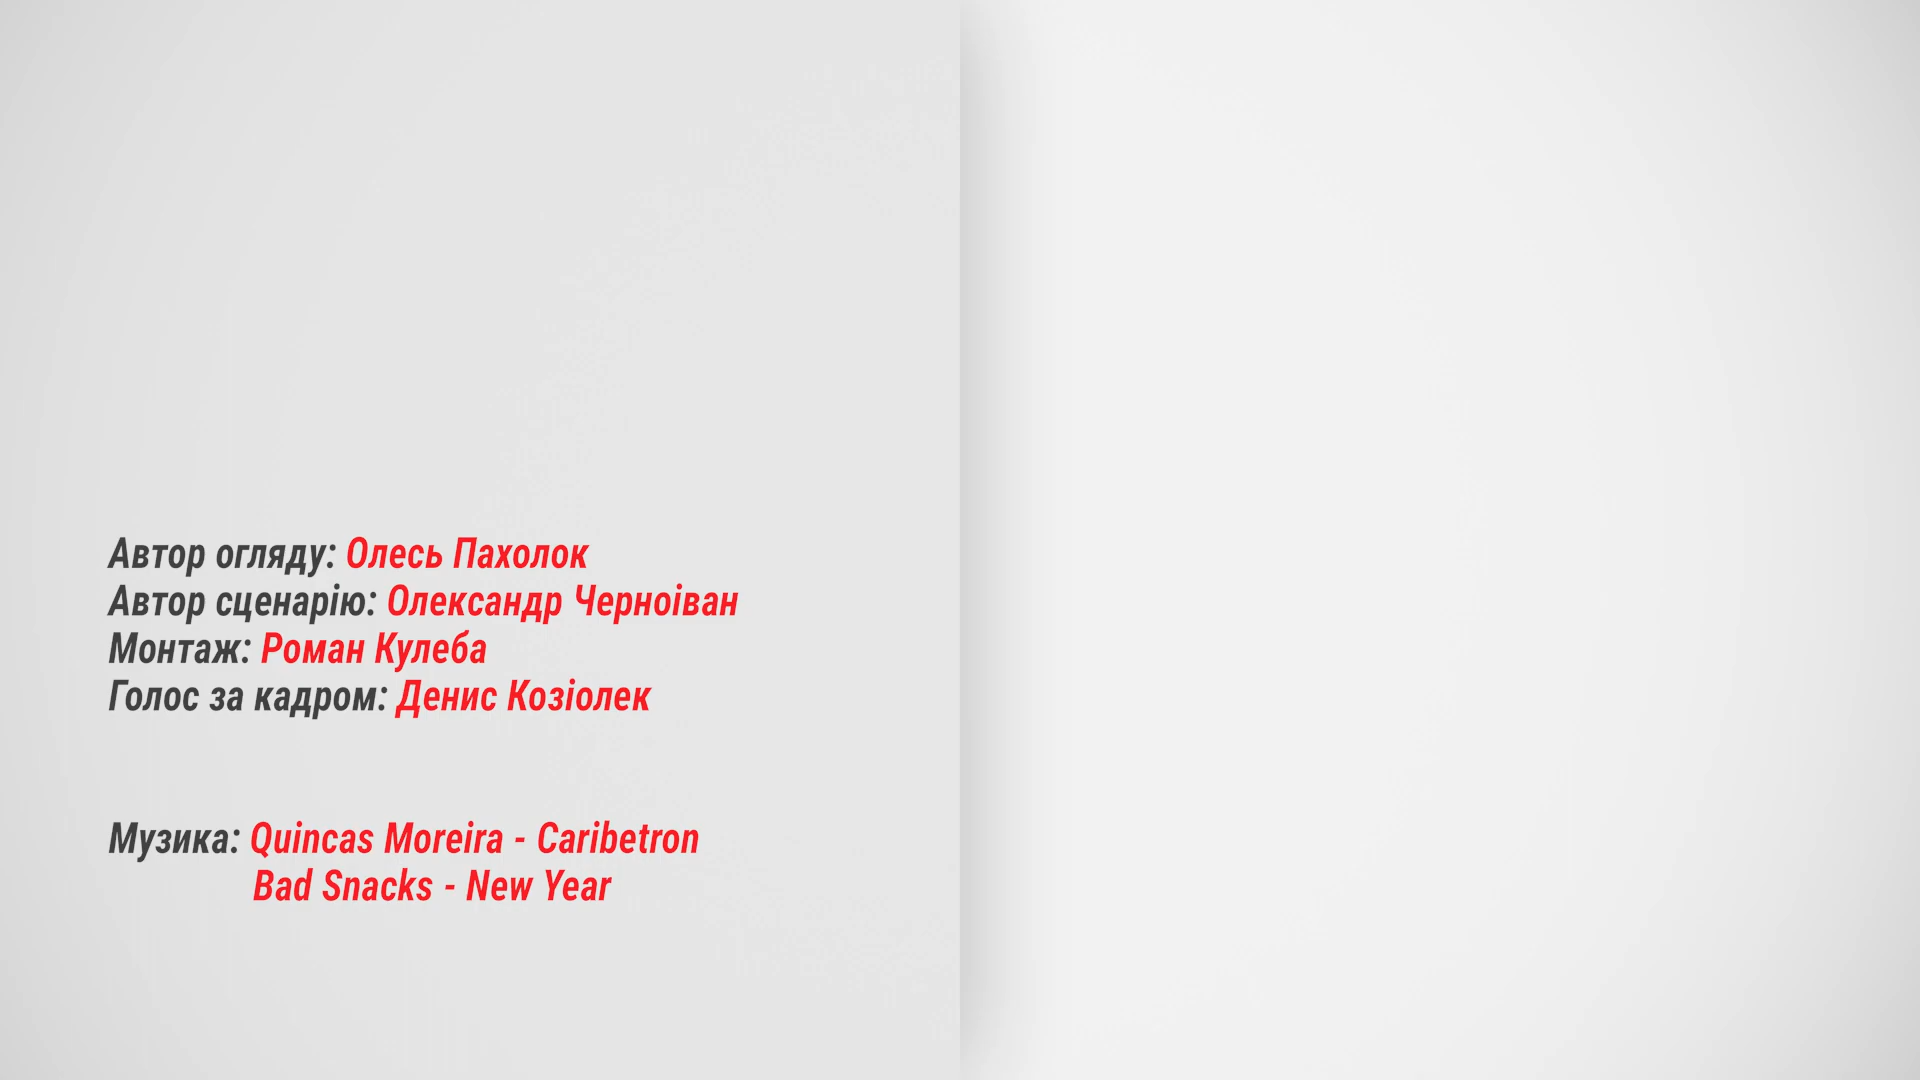 Автор огляду: Олесь Пахолок
Автор сценарію: Олександр Черноіван
Монтаж: Роман Кулеба
Голос за кадром: Денис Козіолек
Музика: Quincas Moreira - Caribetron
Bad Snacks - New Year